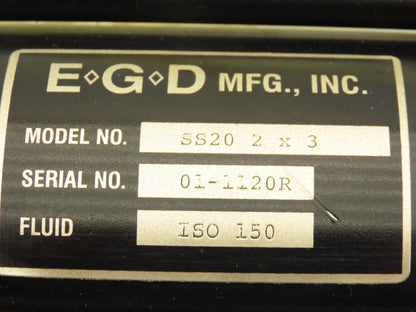 E◇G◇D MFG., INC.
MODEL NO. SS20 2 x 3
SERIAL NO. 01-1120R
FLUID ISO 150